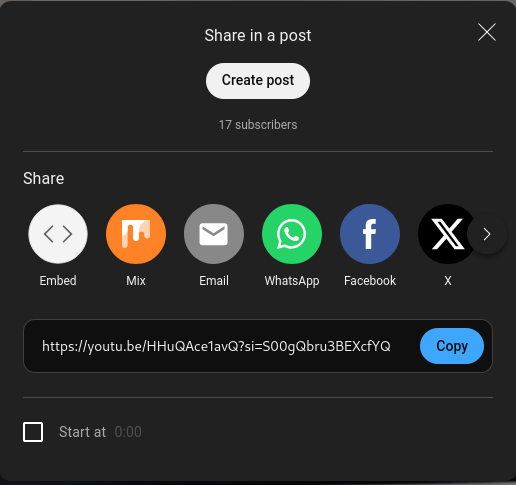 Share in a post
Create post
17 subscribers
Share
Embed
Mix
Email
WhatsApp
Facebook
X
https://youtu.be/HHuQAce1avQ?si=S00gQbru3BEXcfYQ
Copy
Start at 0:00